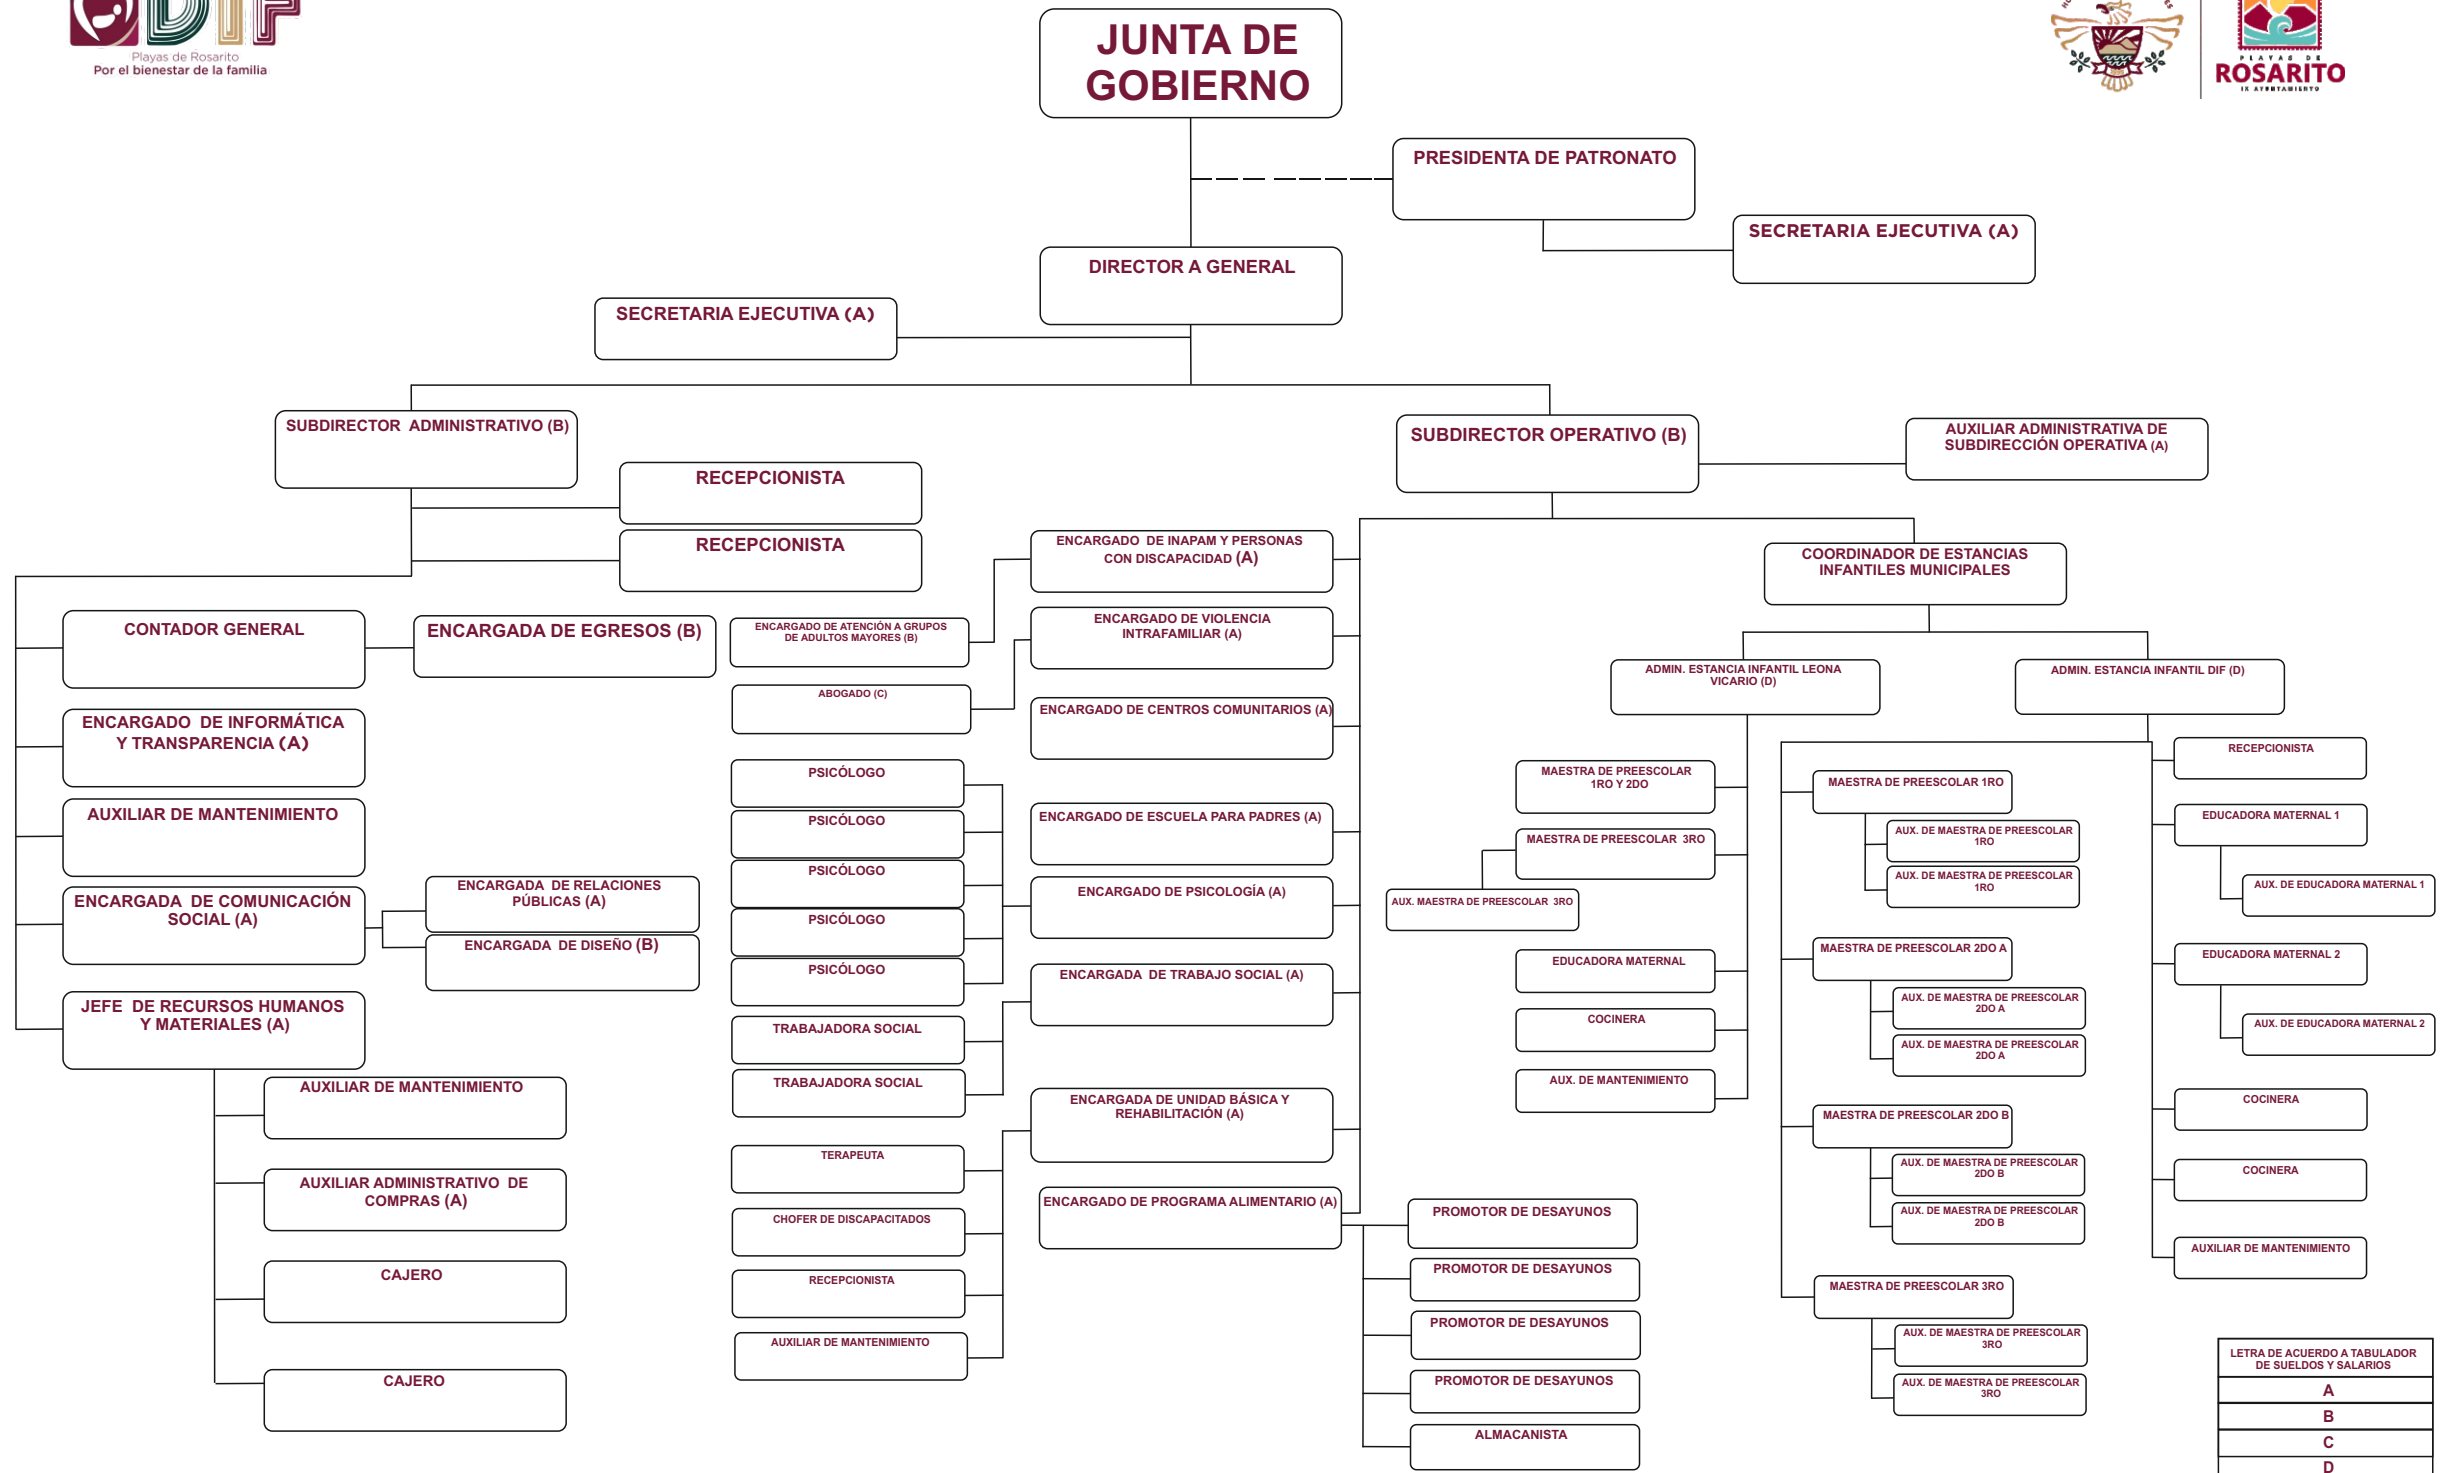 DIF
Playas de Rosarito
Por el bienestar de la familia
JUNTA DE
GOBIERNO
PLAYAS DE
ROSARITO
IX AYUNTAMIENTO
PRESIDENTA DE PATRONATO
SECRETARIA EJECUTIVA (A)
DIRECTOR A GENERAL
SECRETARIA EJECUTIVA (A)
SUBDIRECTOR ADMINISTRATIVO (B)
RECEPCIONISTA
RECEPCIONISTA
SUBDIRECTOR OPERATIVO (B)
AUXILIAR ADMINISTRATIVA DE
SUBDIRECCIÓN OPERATIVA (A)
CONTADOR GENERAL
ENCARGADA DE EGRESOS (B)
ENCARGADO DE INFORMÁTICA
Y TRANSPARENCIA (A)
AUXILIAR DE MANTENIMIENTO
ENCARGADA DE COMUNICACIÓN
SOCIAL (A)
ENCARGADA DE RELACIONES
PÚBLICAS (A)
ENCARGADA DE DISEÑO (B)
JEFE DE RECURSOS HUMANOS
Y MATERIALES (A)
AUXILIAR DE MANTENIMIENTO
AUXILIAR ADMINISTRATIVO DE
COMPRAS (A)
CAJERO
CAJERO
ENCARGADO DE INAPAM Y PERSONAS
CON DISCAPACIDAD (A)
ENCARGADO DE ATENCIÓN A GRUPOS
DE ADULTOS MAYORES (B)
ENCARGADO DE VIOLENCIA
INTRAFAMILIAR (A)
ABOGADO (C)
ENCARGADO DE CENTROS COMUNITARIOS (A)
ENCARGADO DE ESCUELA PARA PADRES (A)
ENCARGADO DE PSICOLOGÍA (A)
PSICÓLOGO
PSICÓLOGO
PSICÓLOGO
PSICÓLOGO
PSICÓLOGO
ENCARGADA DE TRABAJO SOCIAL (A)
TRABAJADORA SOCIAL
TRABAJADORA SOCIAL
ENCARGADA DE UNIDAD BÁSICA Y
REHABILITACIÓN (A)
TERAPEUTA
CHOFER DE DISCAPACITADOS
RECEPCIONISTA
AUXILIAR DE MANTENIMIENTO
ENCARGADO DE PROGRAMA ALIMENTARIO (A)
PROMOTOR DE DESAYUNOS
PROMOTOR DE DESAYUNOS
PROMOTOR DE DESAYUNOS
PROMOTOR DE DESAYUNOS
ALMACANISTA
COORDINADOR DE ESTANCIAS
INFANTILES MUNICIPALES
ADMIN. ESTANCIA INFANTIL LEONA
VICARIO (D)
MAESTRA DE PREESCOLAR
1RO Y 2DO
MAESTRA DE PREESCOLAR 3RO
AUX. MAESTRA DE PREESCOLAR 3RO
EDUCADORA MATERNAL
COCINERA
AUX. DE MANTENIMIENTO
ADMIN. ESTANCIA INFANTIL DIF (D)
MAESTRA DE PREESCOLAR 1RO
AUX. DE MAESTRA DE PREESCOLAR
1RO
AUX. DE MAESTRA DE PREESCOLAR
1RO
MAESTRA DE PREESCOLAR 2DO A
AUX. DE MAESTRA DE PREESCOLAR
2DO A
AUX. DE MAESTRA DE PREESCOLAR
2DO A
MAESTRA DE PREESCOLAR 2DO B
AUX. DE MAESTRA DE PREESCOLAR
2DO B
AUX. DE MAESTRA DE PREESCOLAR
2DO B
MAESTRA DE PREESCOLAR 3RO
AUX. DE MAESTRA DE PREESCOLAR
3RO
AUX. DE MAESTRA DE PREESCOLAR
3RO
RECEPCIONISTA
EDUCADORA MATERNAL 1
AUX. DE EDUCADORA MATERNAL 1
EDUCADORA MATERNAL 2
AUX. DE EDUCADORA MATERNAL 2
COCINERA
COCINERA
AUXILIAR DE MANTENIMIENTO
LETRA DE ACUERDO A TABULADOR
DE SUELDOS Y SALARIOS
A
B
C
D